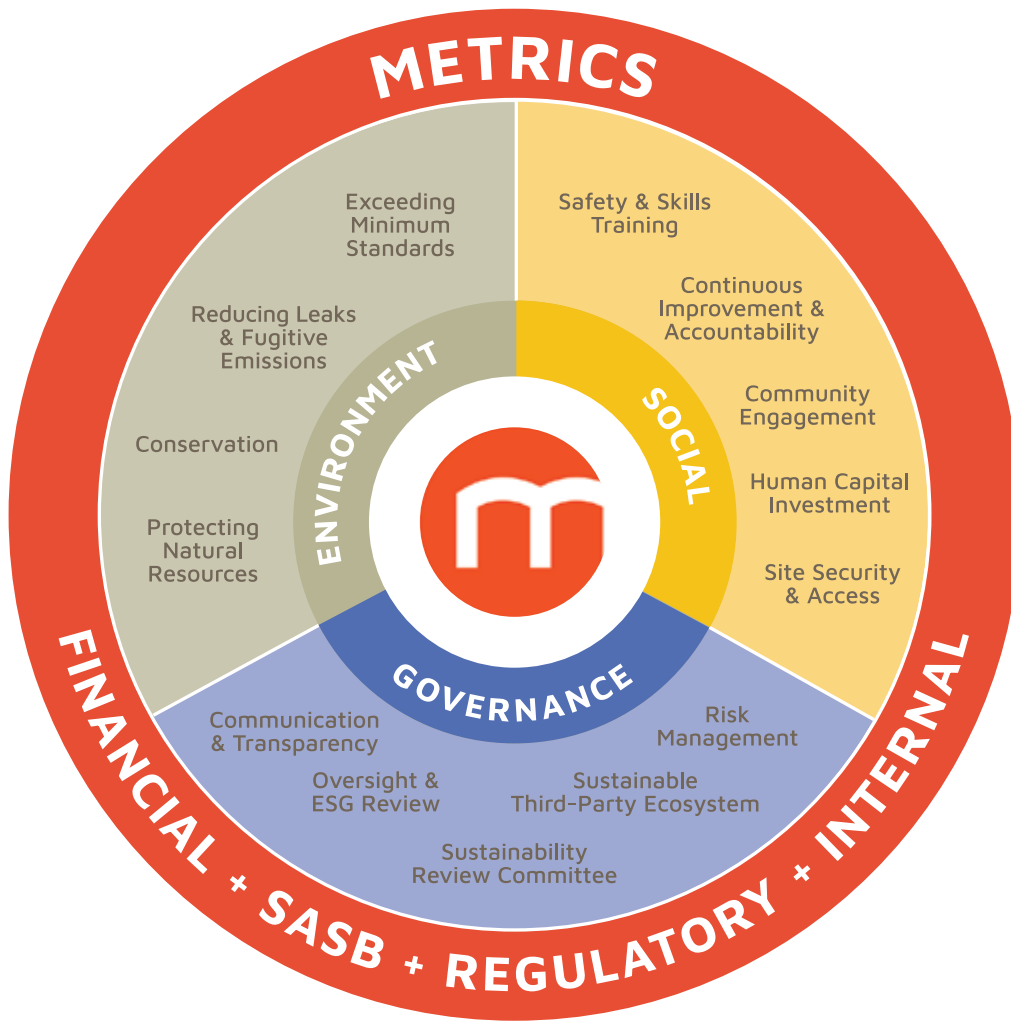 METRICS
Exceeding
Minimum
Standards
Reducing Leaks
& Fugitive
Emissions
Conservation
Protecting
Natural
Resources
ENVIRONMENT
Safety & Skills
Training
Continuous
Improvement &
Accountability
Community
Engagement
Human Capital
Investment
Site Security
& Access
SOCIAL
m
GOVERNANCE
Communication
& Transparency
Oversight &
ESG Review
Sustainability
Review Committee
Sustainable
Third-Party Ecosystem
Risk
Management
FINANCIAL + SASB + REGULATORY + INTERNAL